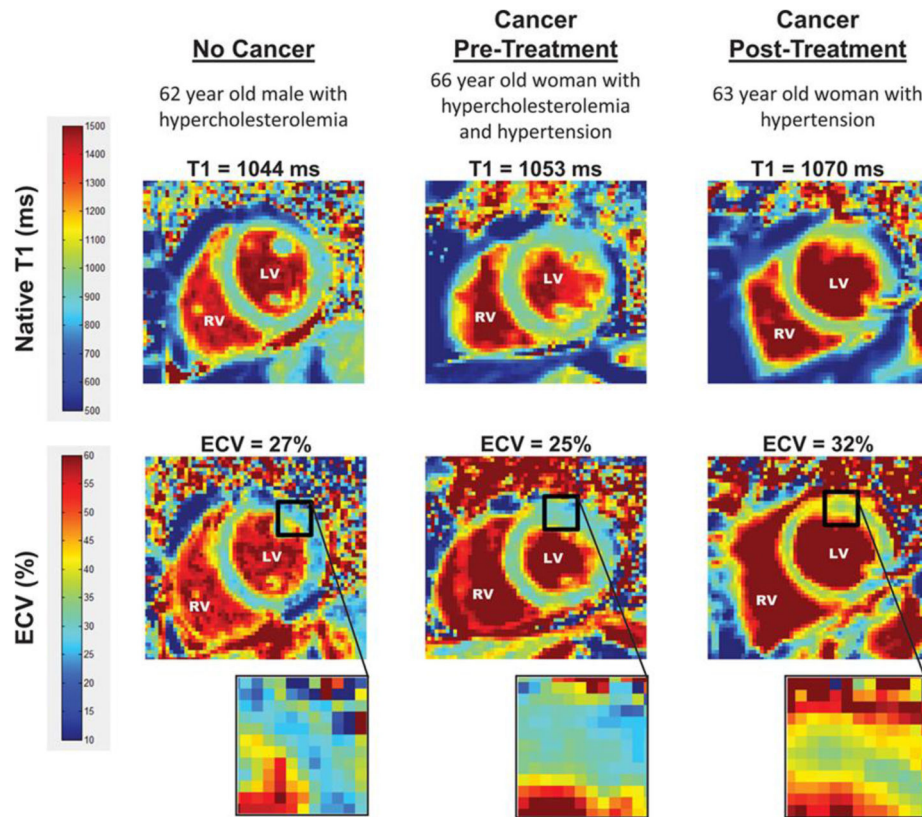 No Cancer
Cancer
Pre-Treatment
Cancer
Post-Treatment
62 year old male with
hypercholesterolemia
66 year old woman with
hypercholesterolemia
and hypertension
63 year old woman with
hypertension
Native T1 (ms)
1500
1400
1300
1200
1100
1000
900
800
700
600
500
T1 = 1044 ms
LV
RV
T1 = 1053 ms
LV
RV
T1 = 1070 ms
LV
RV
ECV (%)
60
55
50
45
40
35
30
25
20
15
10
ECV = 27%
LV
RV
ECV = 25%
LV
RV
ECV = 32%
LV
RV